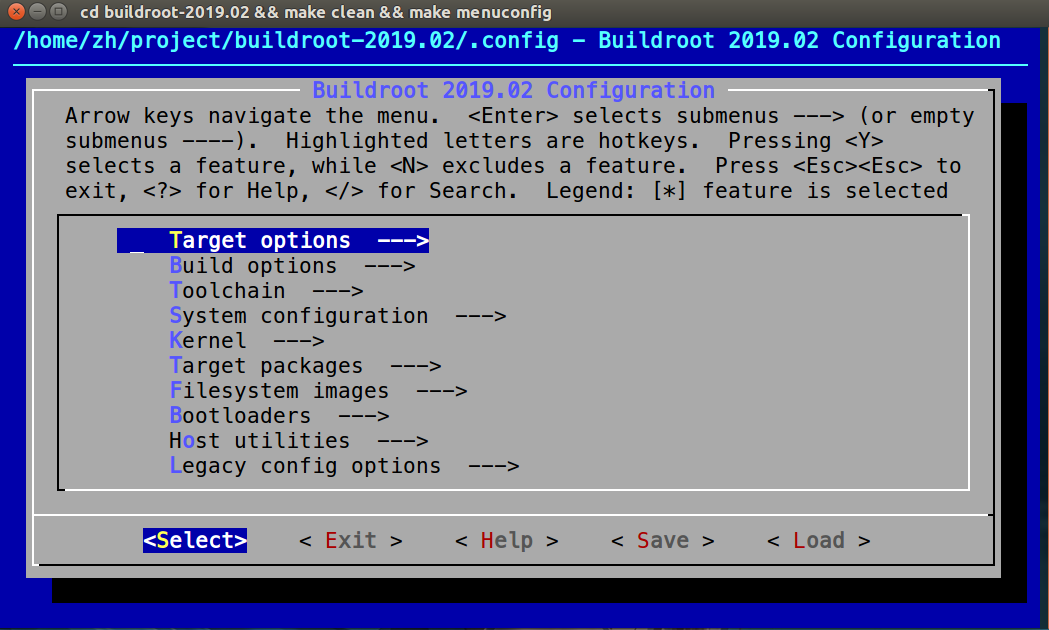 cd buildroot-2019.02 && make clean && make menuconfig
/home/zh/project/buildroot-2019.02/.config - Buildroot 2019.02 Configuration
Buildroot 2019.02 Configuration
Arrow keys navigate the menu.  <Enter> selects submenus ---> (or empty
submenus ----).  Highlighted letters are hotkeys.  Pressing <Y>
selects a feature, while <N> excludes a feature.  Press <Esc><Esc> to
exit, <?> for Help, </> for Search.  Legend: [*] feature is selected
Target options  --->
Build options  --->
Toolchain  --->
System configuration  --->
Kernel  --->
Target packages  --->
Filesystem images  --->
Bootloaders  --->
Host utilities  --->
Legacy config options  --->
<Select>    < Exit >    < Help >    < Save >    < Load >